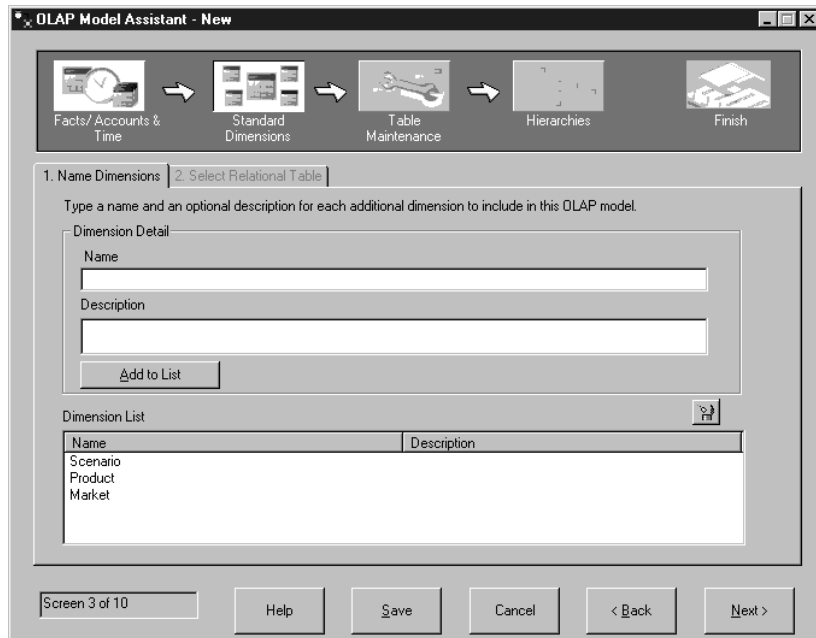 OLAP Model Assistant - New
Facts/Accounts &
Time
Standard
Dimensions
Table
Maintenance
Hierarchies
Finish
1. Name Dimensions
2. Select Relational Table
Type a name and an optional description for each additional dimension to include in this OLAP model.
Dimension Detail
Name
Description
Add to List
Dimension List
Name Description
Scenario
Product
Market
Screen 3 of 10
Help
Save
Cancel
< Back
Next >